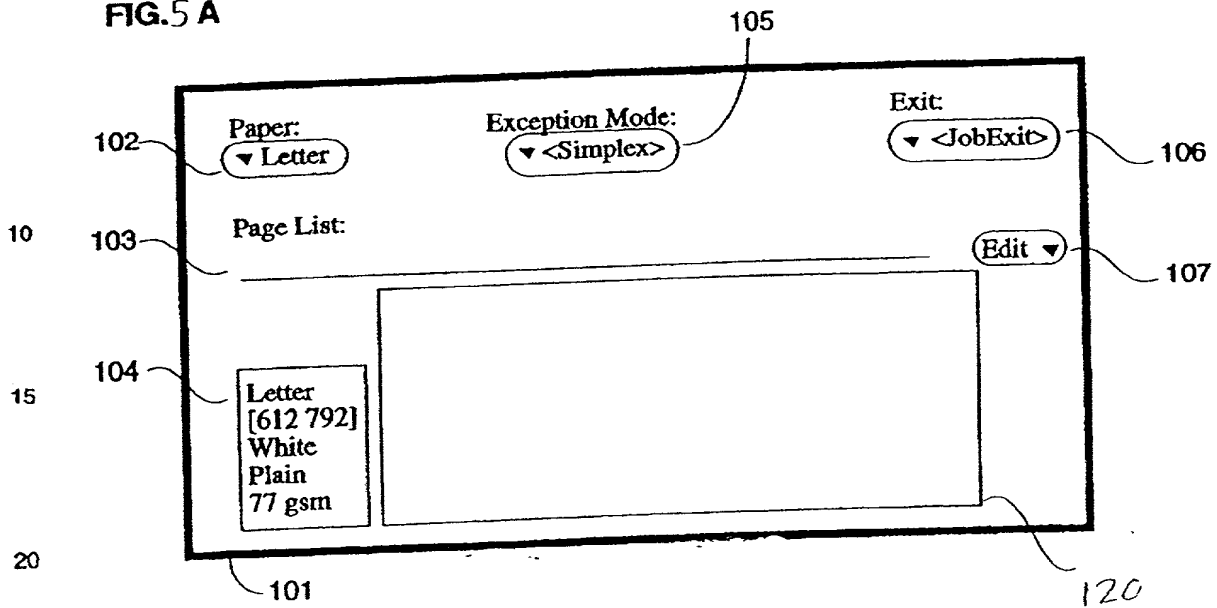 FIG.5 A
105
Paper:
Exception Mode:
Exit:
102
▼ Letter
▼ <Simplex>
▼ <JobExit>
106
10
103
Page List:
Edit ▼
107
104
15
Letter
[612 792]
White
Plain
77 gsm
20
101
120